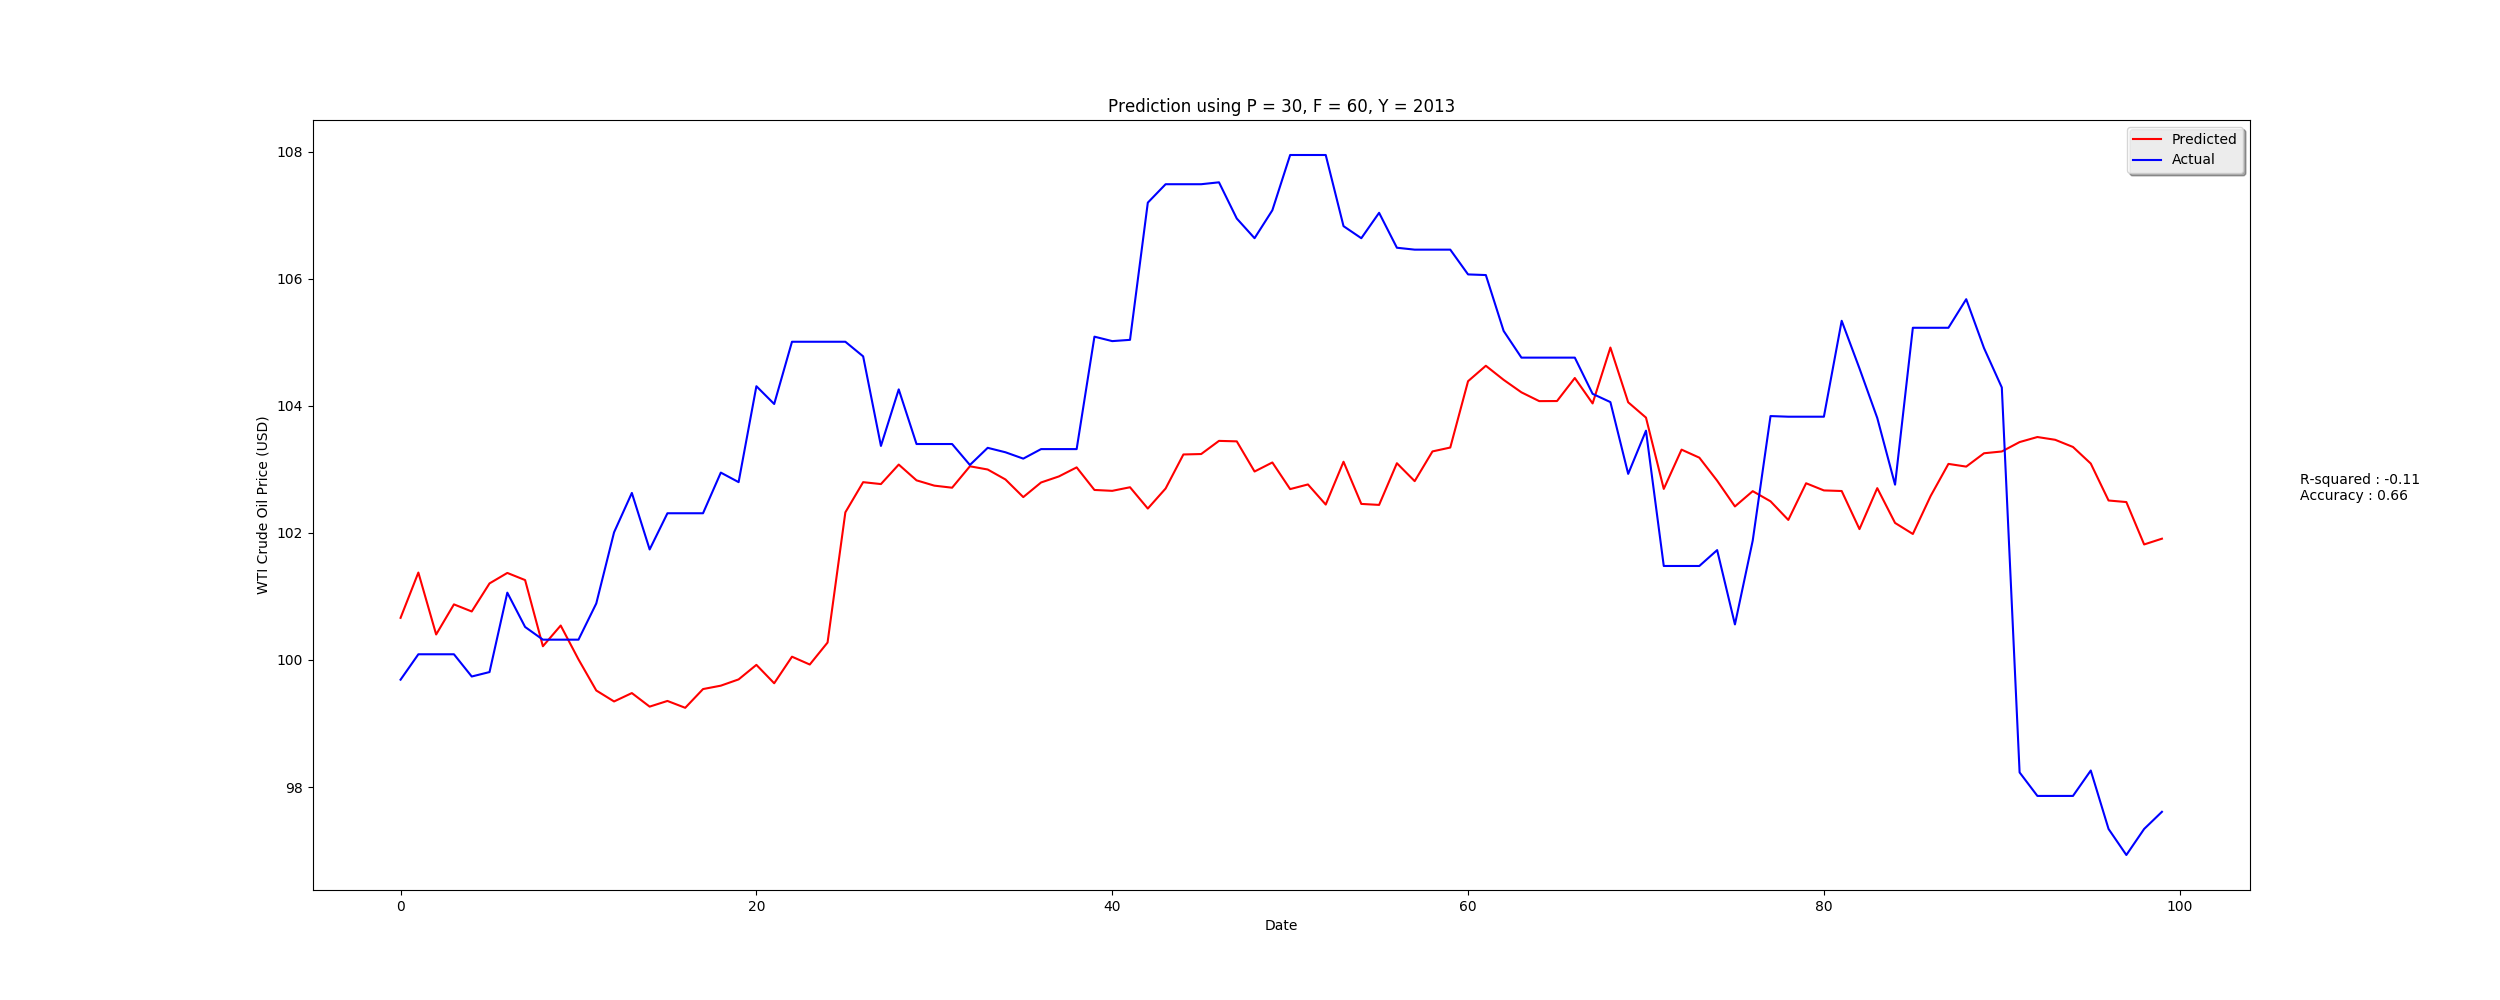 Prediction using P = 30, F = 60, Y = 2013
Predicted
Actual
108
106
104
102
100
98
WTI Crude Oil Price (USD)
R-squared : -0.11
Accuracy : 0.66
0 20 40 60 80 100
Date